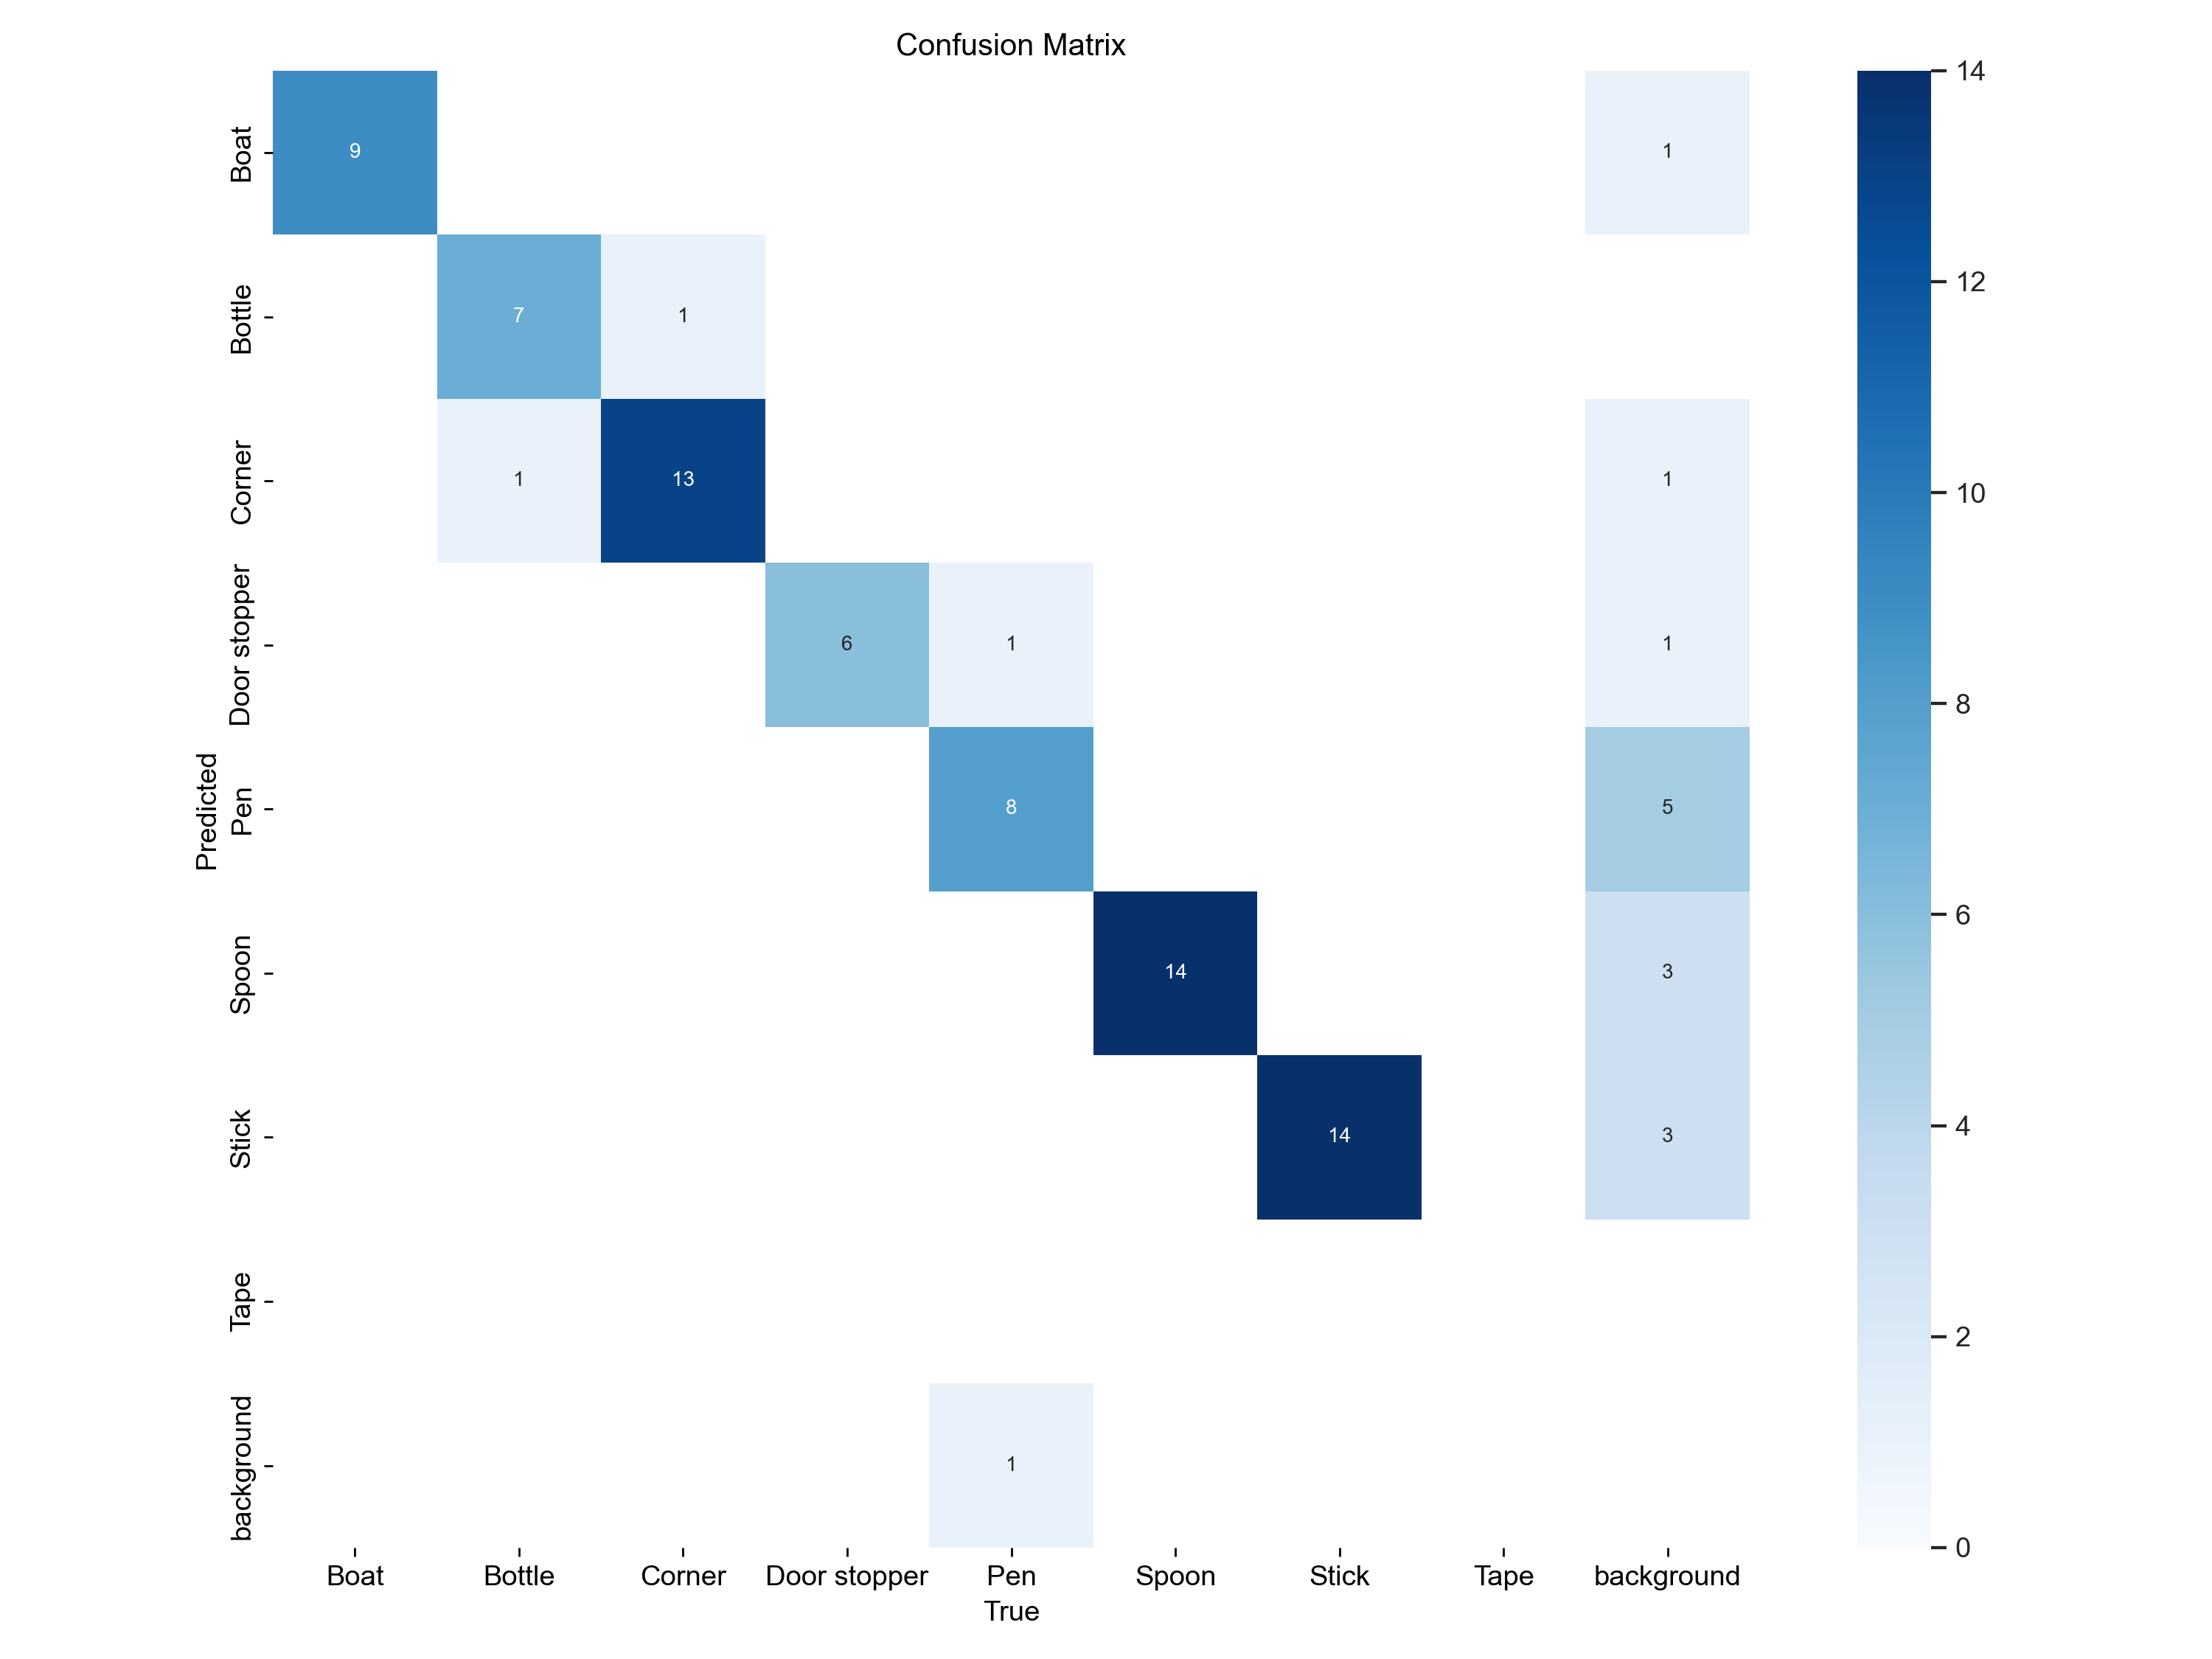 Confusion Matrix
Predicted
Boat
9
1
Bottle
7
1
Corner
1
13
1
Door stopper
6
1
1
Pen
8
5
Spoon
14
3
Stick
14
3
Tape
background
1
Boat Bottle Corner Door stopper Pen Spoon Stick Tape background
True
14
12
10
8
6
4
2
0